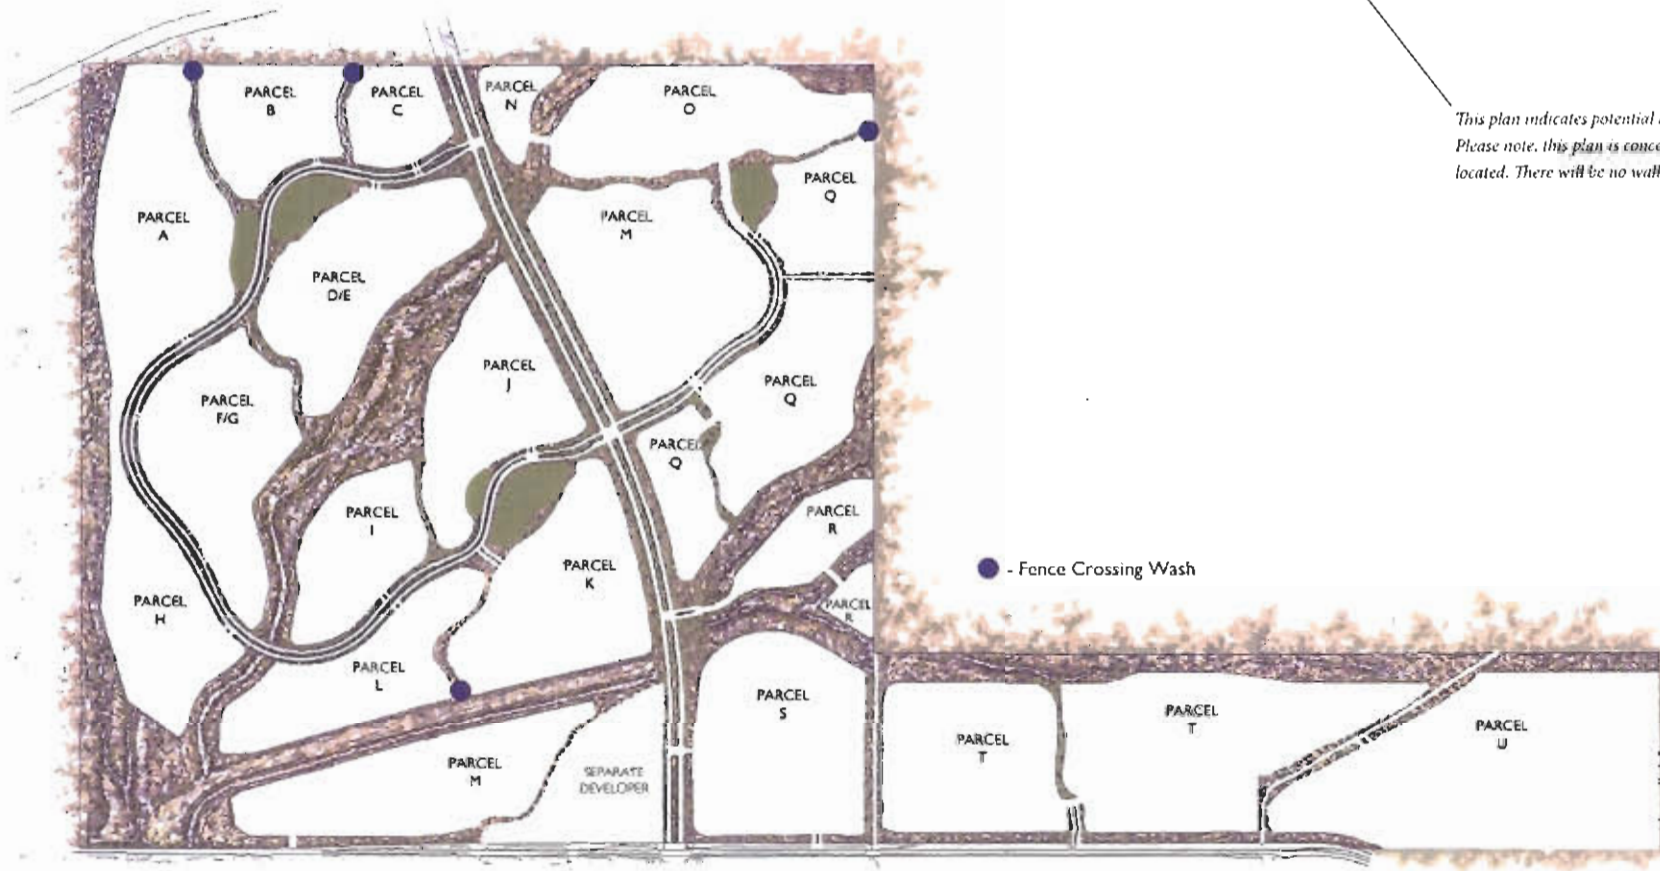 PARCEL
B
PARCEL
C
PARCEL
N
PARCEL
O
This plan indicates potential
Please note, this plan is conce
located. There will be no wall
PARCEL
A
PARCEL
Q
PARCEL
M
PARCEL
D/E
PARCEL
J
PARCEL
Q
PARCEL
F/G
PARCEL
Q
PARCEL
I
PARCEL
R
PARCEL
K
- Fence Crossing Wash
PARCEL
H
PARCEL
R
PARCEL
L
PARCEL
S
PARCEL
T
PARCEL
T
PARCEL
U
PARCEL
M
SEPARATE
DEVELOPER